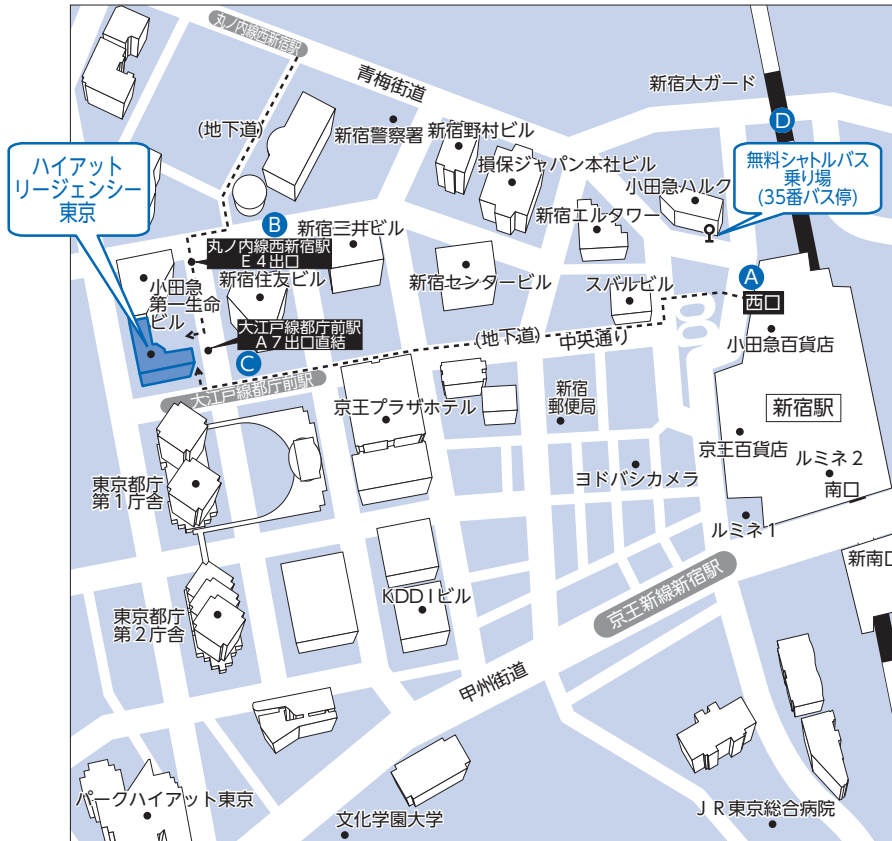 丸ノ内線西新宿駅
青梅街道
新宿大ガード
D
(地下道)
新宿警察署
新宿野村ビル
ハイアット
リージェンシー
東京
無料シャトルバス
乗り場
(35番バス停)
損保ジャパン本社ビル
小田急ハルク
新宿エルタワー
B
新宿三井ビル
丸ノ内線西新宿駅
E4出口
新宿住友ビル
新宿センタービル
スバルビル
A
西口
小田急
第一生命
ビル
大江戸線都庁前駅
A7出口直結
(地下道)
中央通り
小田急百貨店
C
大江戸線都庁前駅
京王プラザホテル
新宿
郵便局
新宿駅
京王百貨店
ルミネ2
南口
ヨドバシカメラ
東京都庁
第1庁舎
ルミネ1
新南口
京王新線新宿駅
KDDIビル
東京都庁
第2庁舎
甲州街道
パークハイアット東京
文化学園大学
JR東京総合病院